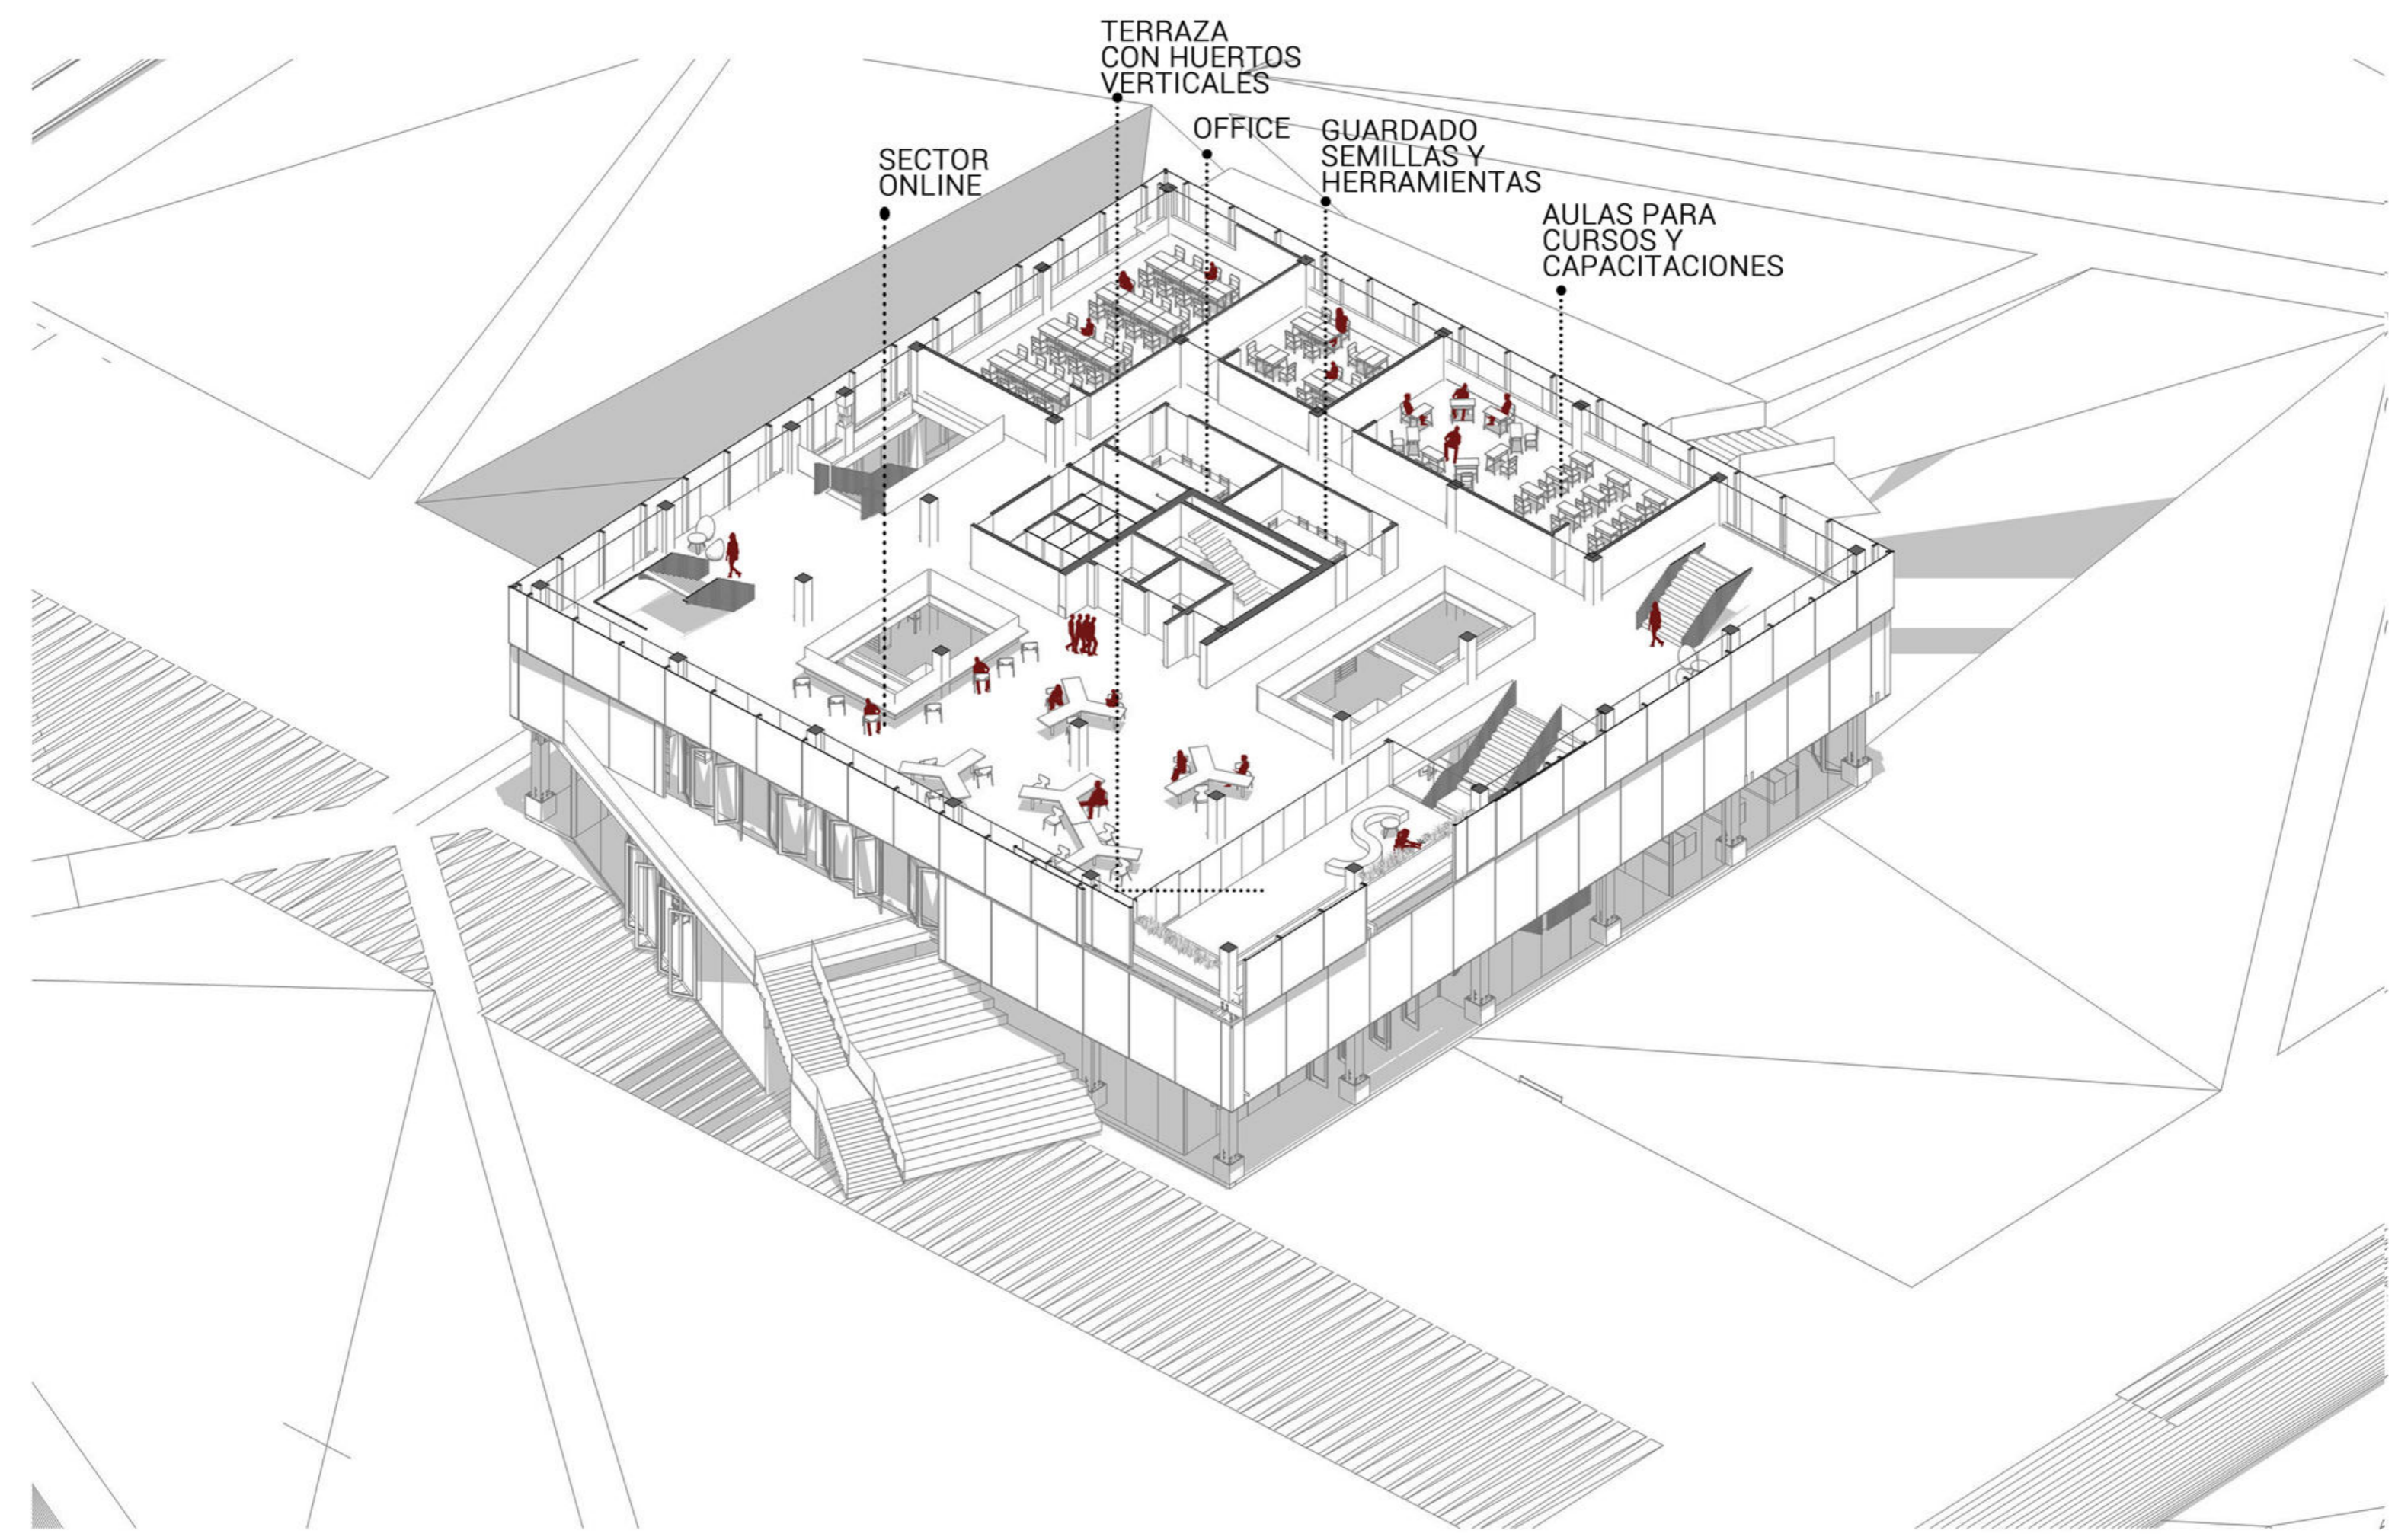 TERRAZA
CON HUERTOS
VERTICALES
OFFICE
GUARDADO
SEMILLAS Y
HERRAMIENTAS
SECTOR
ONLINE
AULAS PARA
CURSOS Y
CAPACITACIONES